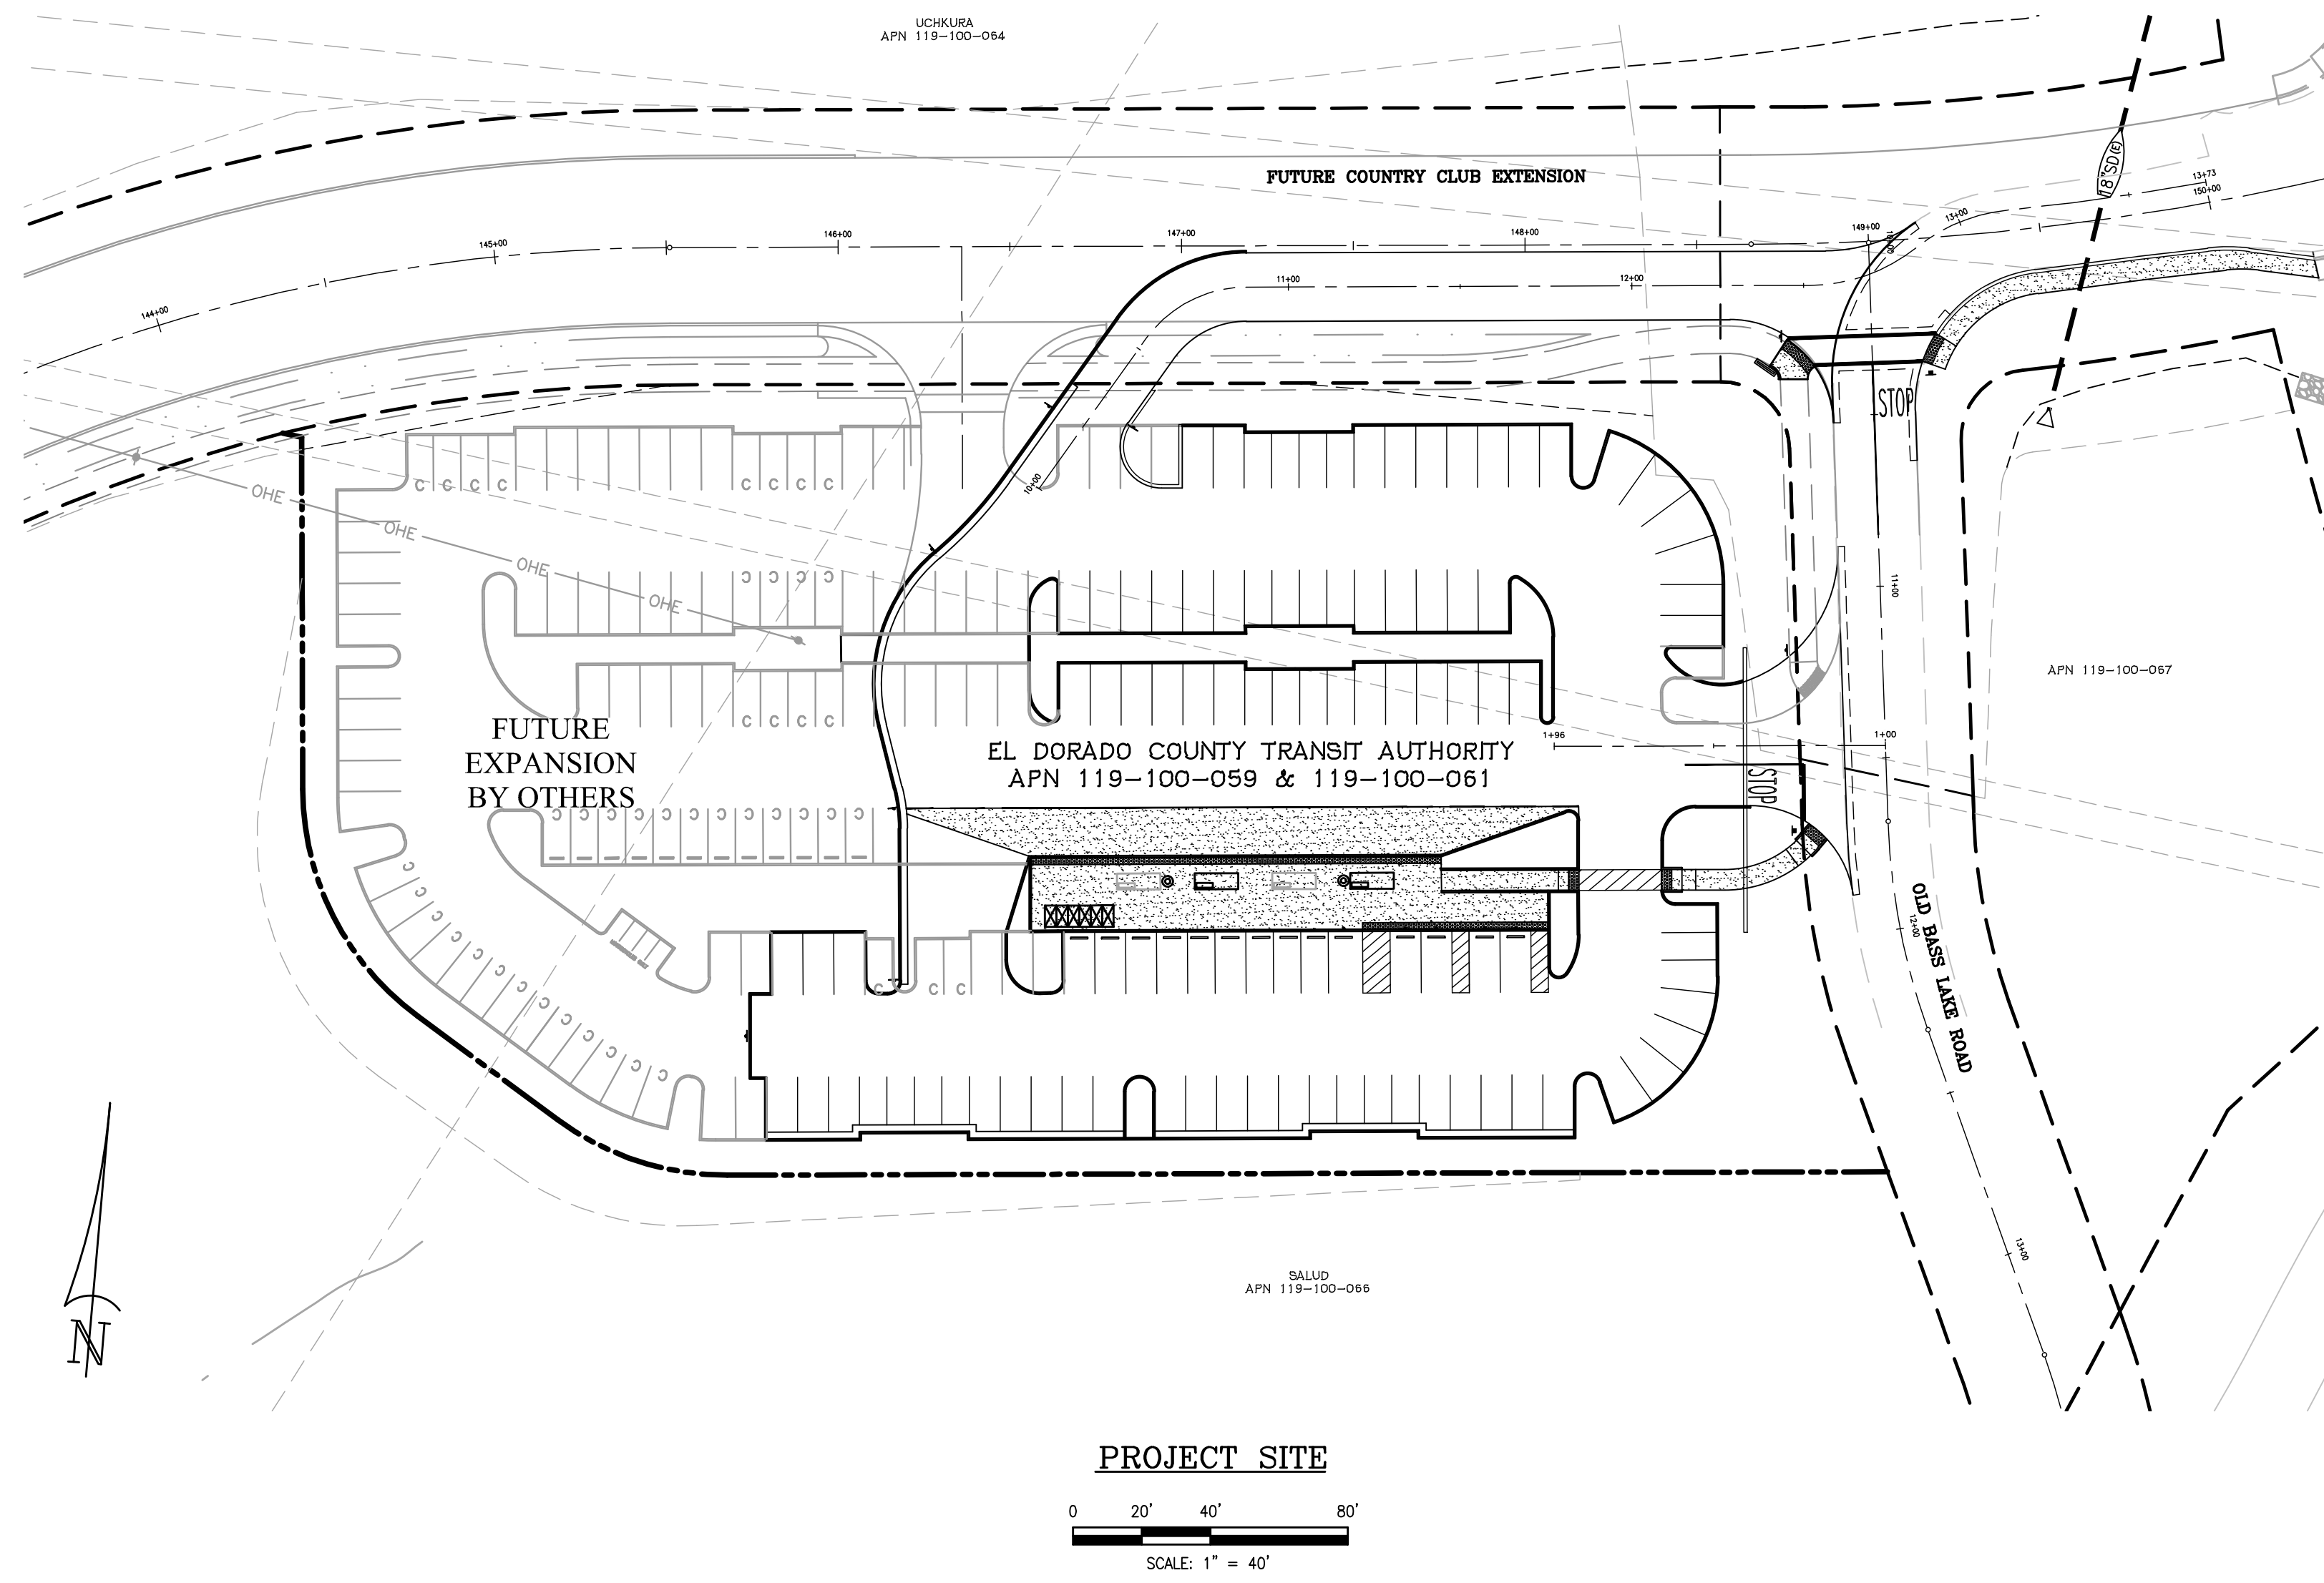 UCHKURA
APN 119-100-064
FUTURE COUNTRY CLUB EXTENSION
18"SD(E)
13+73
150+00
13+00
149+00
10+00
148+00
147+00
146+00
145+00
144+00
11+00
12+00
10+00
STOP
OHE
OHE
OHE
OHE
C C C C
C C C C
C C C C
C C C C
11+00
APN 119-100-067
FUTURE
EXPANSION
BY OTHERS
EL DORADO COUNTY TRANSIT AUTHORITY
APN 119-100-059 & 119-100-061
1+96
1+00
STOP
C C C C C C C C C C C C
C C C C C C C C C C C C
C C C
OLD BASS LAKE ROAD
12+00
13+00
SALUD
APN 119-100-066
N
PROJECT SITE
0 20' 40' 80'
SCALE: 1" = 40'